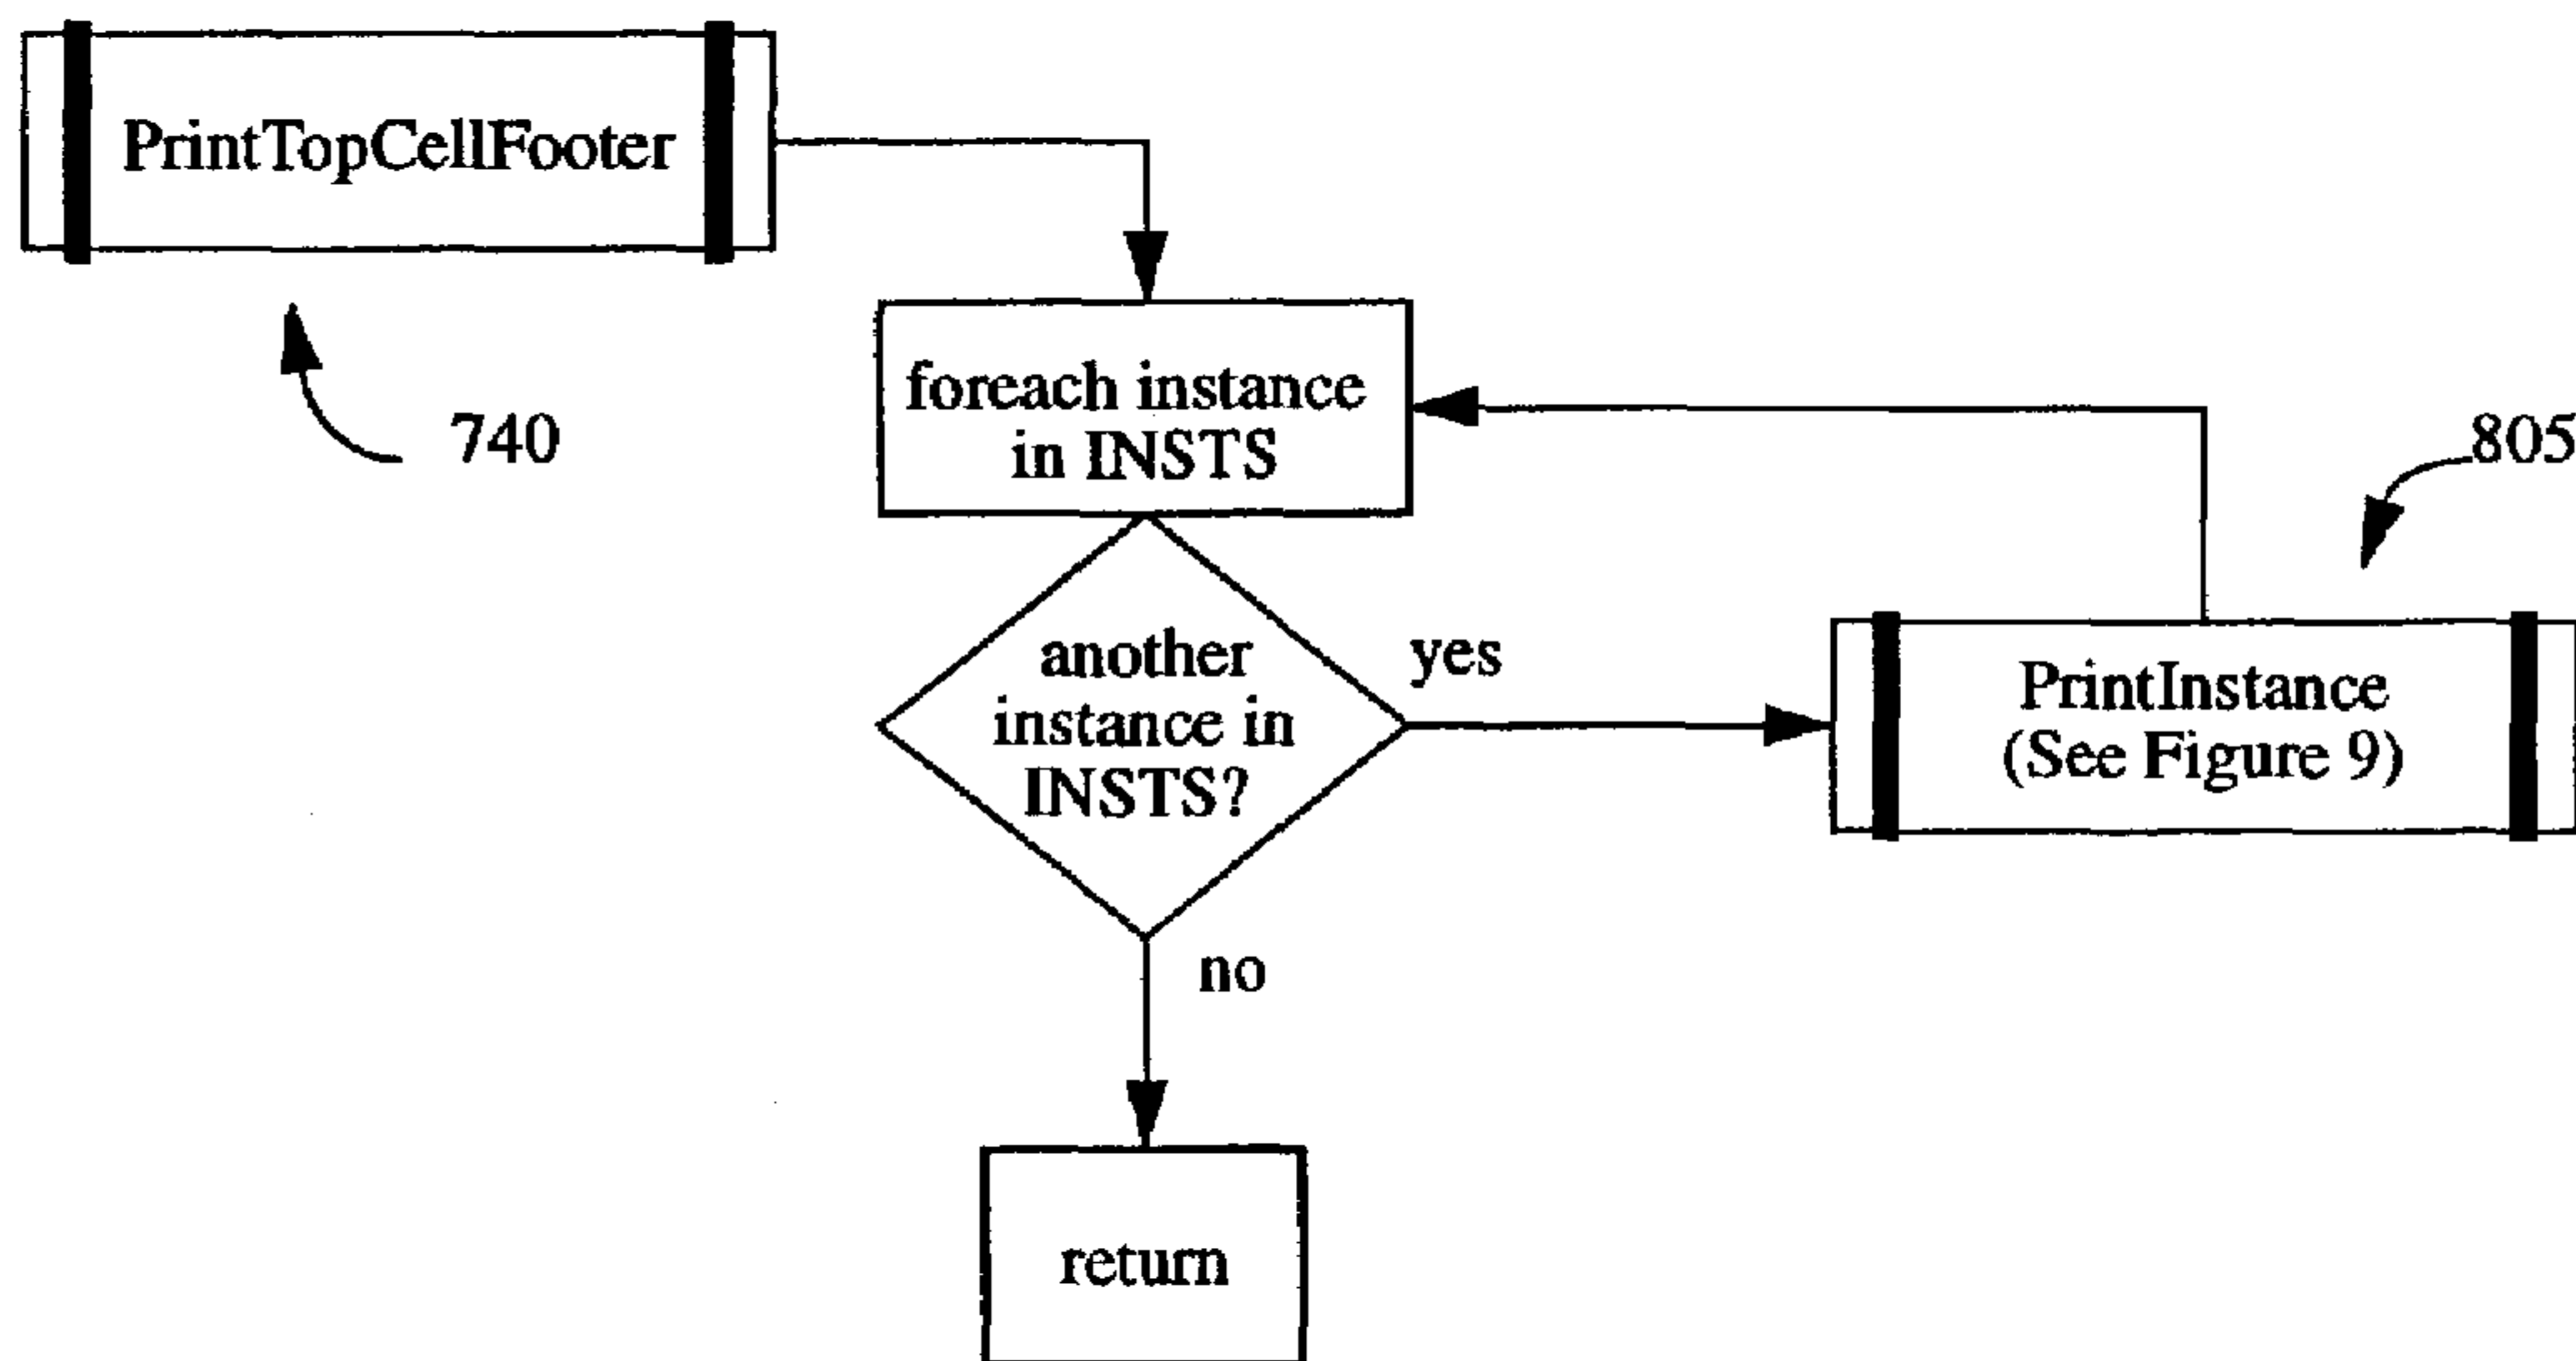 PrintTopCellFooter
740
foreach instance
in INSTS
805
another
instance in
INSTS?
yes
PrintInstance
(See Figure 9)
no
return